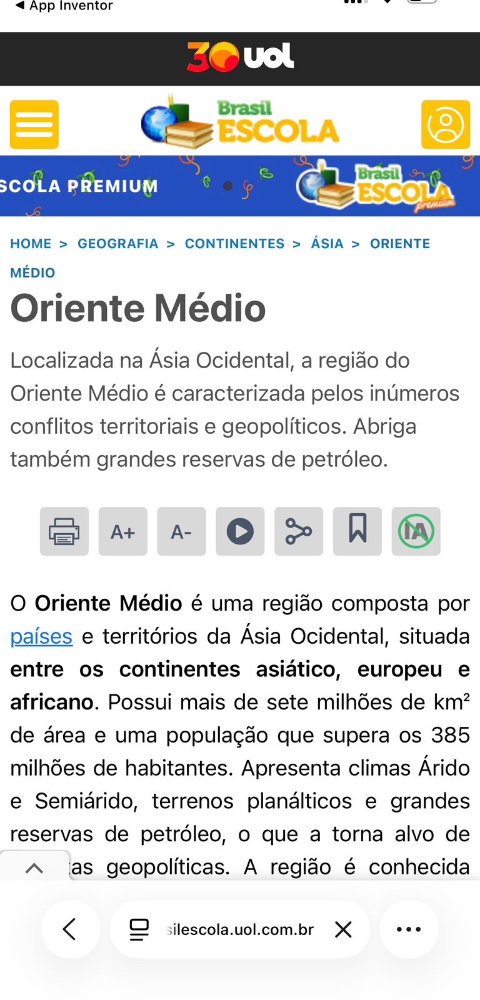 ◀ App Inventor
30 uol
Brasil
ESCOLA
SCOLA PREMIUM
Brasil
ESCOLA
premium
HOME > GEOGRAFIA > CONTINENTES > ÁSIA > ORIENTE
MÉDIO
Oriente Médio
Localizada na Ásia Ocidental, a região do
Oriente Médio é caracterizada pelos inúmeros
conflitos territoriais e geopolíticos. Abriga
também grandes reservas de petróleo.
A+ A- IA
O Oriente Médio é uma região composta por
países e territórios da Ásia Ocidental, situada
entre os continentes asiático, europeu e
africano. Possui mais de sete milhões de km²
de área e uma população que supera os 385
milhões de habitantes. Apresenta climas Árido
e Semiárido, terrenos planálticos e grandes
reservas de petróleo, o que a torna alvo de
tas geopolíticas. A região é conhecida
silescola.uol.com.br